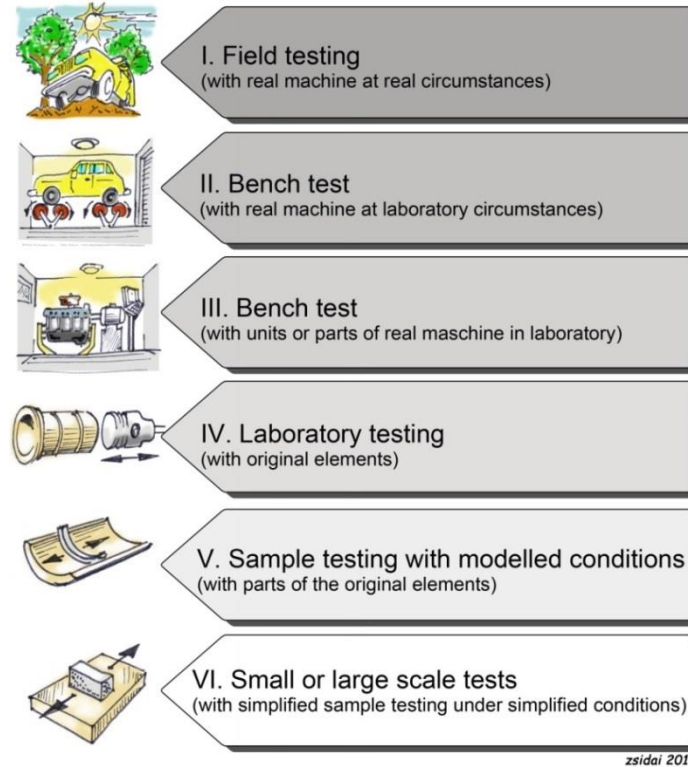 I. Field testing
(with real machine at real circumstances)
II. Bench test
(with real machine at laboratory circumstances)
III. Bench test
(with units or parts of real maschine in laboratory)
IV. Laboratory testing
(with original elements)
V. Sample testing with modelled conditions
(with parts of the original elements)
VI. Small or large scale tests
(with simplified sample testing under simplified conditions)
zsidai 201